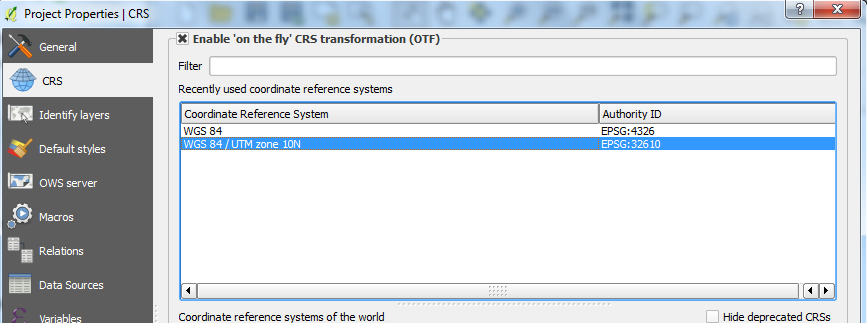 Project Properties | CRS
General
CRS
Identify layers
Default styles
OWS server
Macros
Relations
Data Sources
Variables
Enable 'on the fly' CRS transformation (OTF)
Filter
Recently used coordinate reference systems
Coordinate Reference System Authority ID
WGS 84 EPSG:4326
WGS 84 / UTM zone 10N EPSG:32610
Coordinate reference systems of the world Hide deprecated CRSs